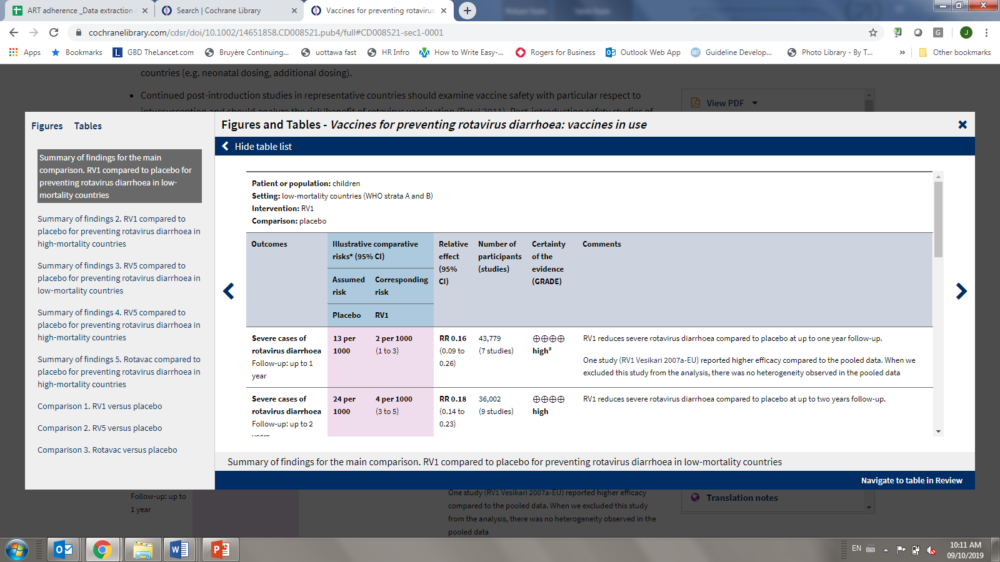 ART adherence _Data extraction
Search | Cochrane Library
Vaccines for preventing rotavirus
cochranelibrary.com/cdsr/doi/10.1002/14651858.CD008521.pub4/full#CD008521-sec1-0001
G
J
Apps
Bookmarks
L GBD TheLancet.com
Bruyère Continuing...
uottawa fast
HR Infro
How to Write Easy-...
Rogers for Business
Outlook Web App
Guideline Develop...
Photo Library - By T...
»
Other bookmarks
countries (e.g. neonatal dosing, additional dosing).
• Continued post-introduction studies in representative countries should examine vaccine safety with particular respect to
intussusception and should analyze the risk/benefit of rotavirus vaccination (Patel 2011). Post-introduction safety studies of
View PDF
Figures Tables
Figures and Tables - Vaccines for preventing rotavirus diarrhoea: vaccines in use
Hide table list
Summary of findings for the main
comparison. RV1 compared to placebo for
preventing rotavirus diarrhoea in low-
mortality countries
Summary of findings 2. RV1 compared to
placebo for preventing rotavirus diarrhoea in
high-mortality countries
Summary of findings 3. RV5 compared to
placebo for preventing rotavirus diarrhoea in
low-mortality countries
Summary of findings 4. RV5 compared to
placebo for preventing rotavirus diarrhoea in
high-mortality countries
Summary of findings 5. Rotavac compared to
placebo for preventing rotavirus diarrhoea in
high-mortality countries
Comparison 1. RV1 versus placebo
Comparison 2. RV5 versus placebo
Comparison 3. Rotavac versus placebo
Patient or population: children
Setting: low-mortality countries (WHO strata A and B)
Intervention: RV1
Comparison: placebo
Outcomes
Illustrative comparative
risks* (95% CI)
Assumed
risk
Corresponding
risk
Placebo
RV1
Relative
effect
(95%
CI)
Number of
participants
(studies)
Certainty
of the
evidence
(GRADE)
Comments
Severe cases of
rotavirus diarrhoea
Follow-up: up to 1
year
13 per
1000
2 per 1000
(1 to 3)
RR 0.16
(0.09 to
0.26)
43,779
(7 studies)
⊕⊕⊕⊕
highᵃ
RV1 reduces severe rotavirus diarrhoea compared to placebo at up to one year follow-up.
One study (RV1 Vesikari 2007a-EU) reported higher efficacy compared to the pooled data. When we
excluded this study from the analysis, there was no heterogeneity observed in the pooled data
Severe cases of
rotavirus diarrhoea
Follow-up: up to 2
years
24 per
1000
4 per 1000
(3 to 5)
RR 0.18
(0.14 to
0.23)
36,002
(9 studies)
⊕⊕⊕⊕
high
RV1 reduces severe rotavirus diarrhoea compared to placebo at up to two years follow-up.
Summary of findings for the main comparison. RV1 compared to placebo for preventing rotavirus diarrhoea in low-mortality countries
Navigate to table in Review
Follow-up: up to
1 year
One study (RV1 Vesikari 2007a-EU) reported higher efficacy
compared to the pooled data. When we excluded this study
from the analysis, there was no heterogeneity observed in the
pooled data
Translation notes
EN
10:11 AM
09/10/2019